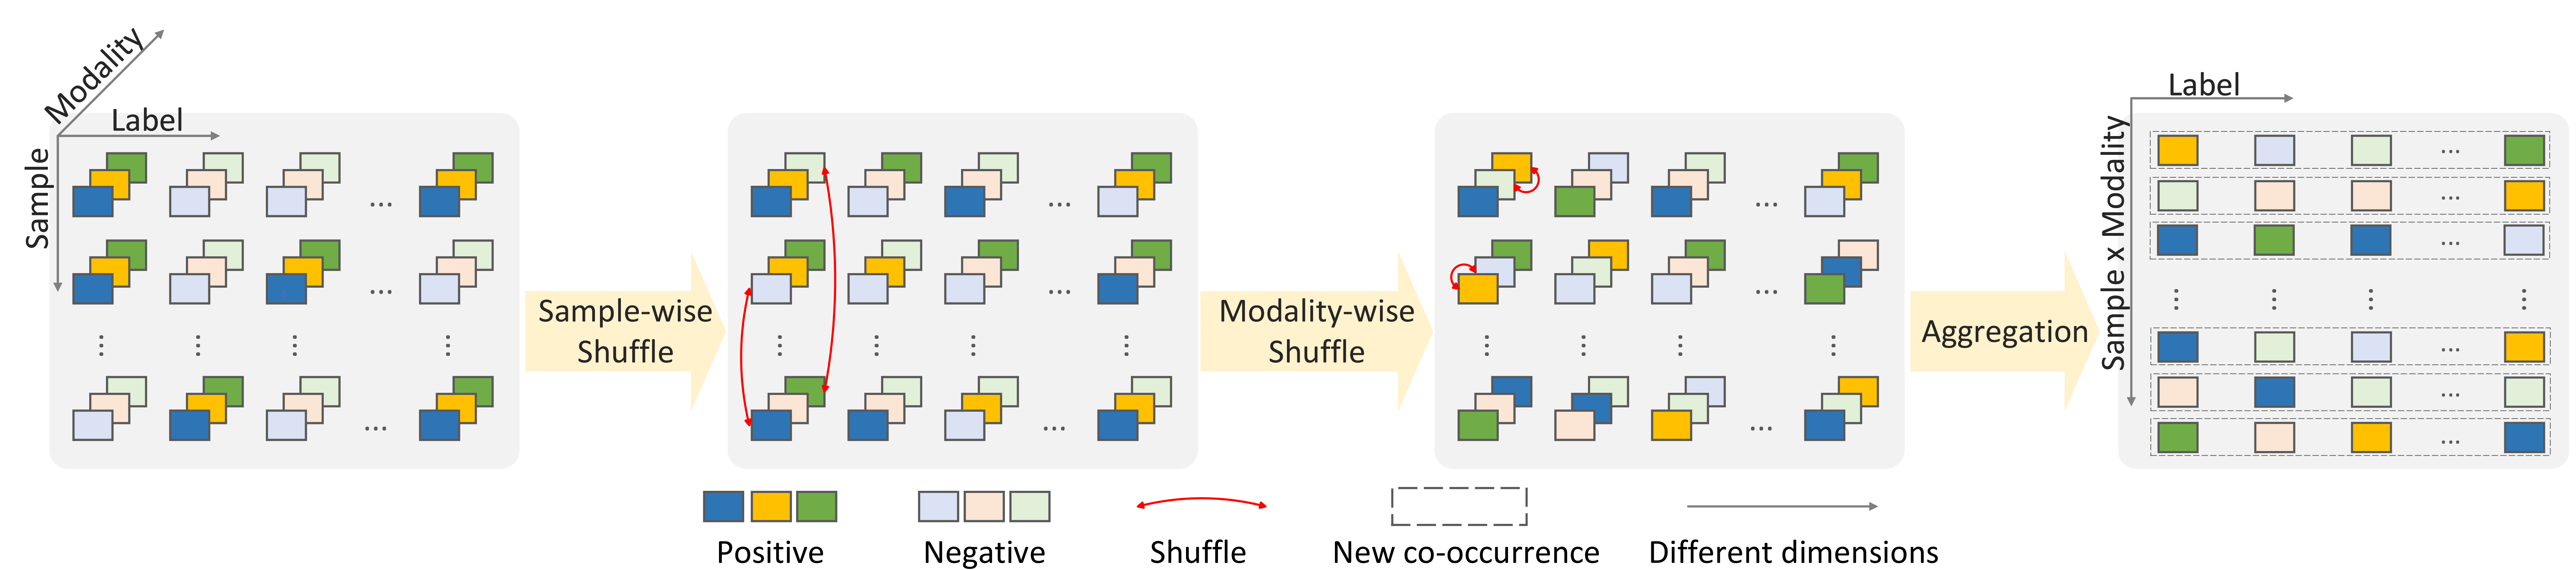 Modality
Label
Sample
Sample-wise
Shuffle
Modality-wise
Shuffle
Aggregation
Label
Sample x Modality
Positive
Negative
Shuffle
New co-occurrence
Different dimensions